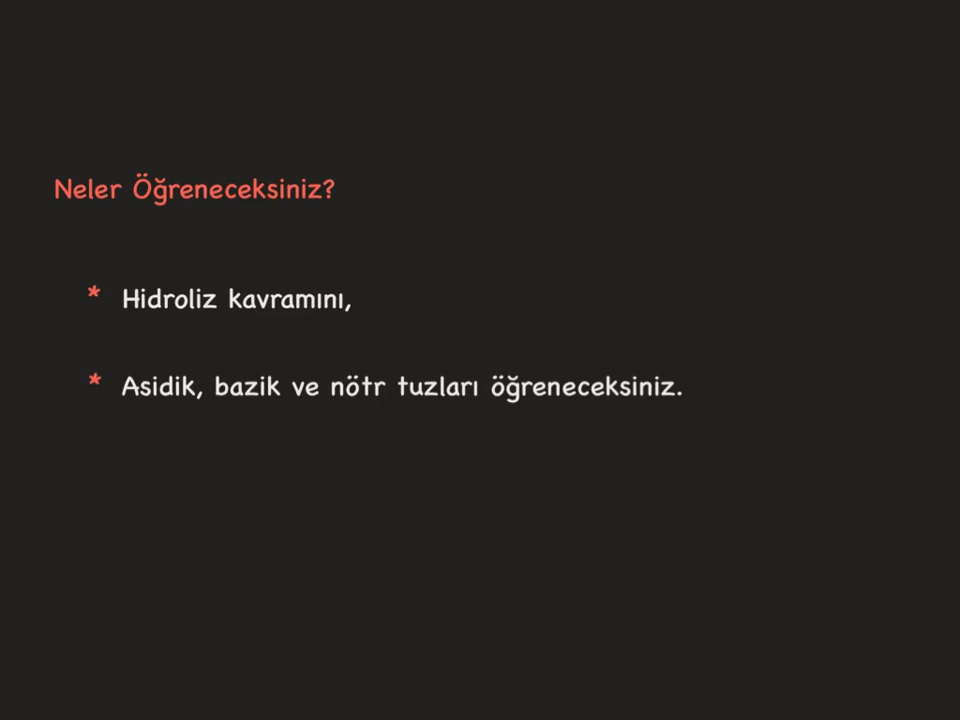 Neler Öğreneceksiniz?
* Hidroliz kavramını,
* Asidik, bazik ve nötr tuzları öğreneceksiniz.